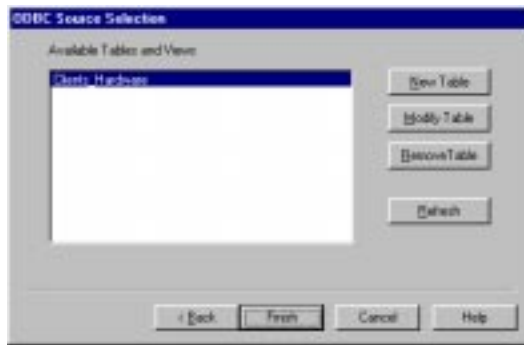 ODBC Source Selection
Available Tables and Views
Clients_Hardware
New Table
Modify Table
Remove Table
Refresh
< Back
Finish
Cancel
Help